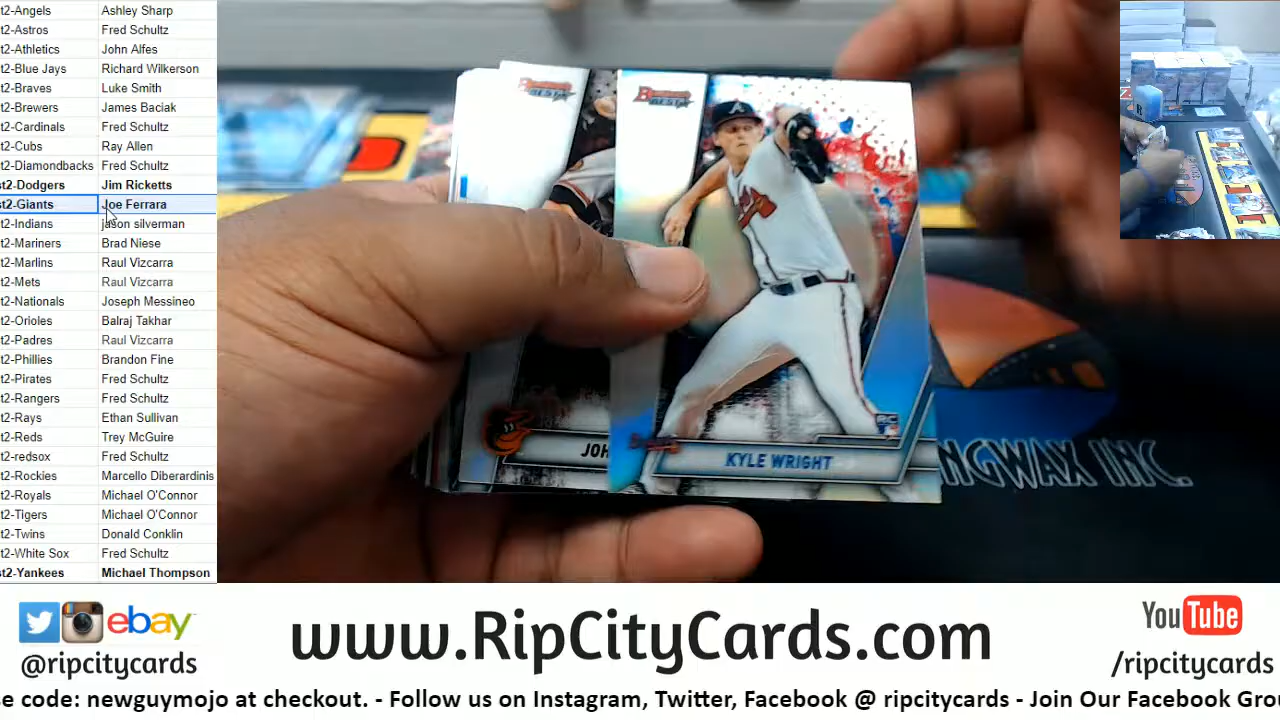 t2-Angels Ashley Sharp
t2-Astros Fred Schultz
t2-Athletics John Alfes
t2-Blue Jays Richard Wilkerson
t2-Braves Luke Smith
t2-Brewers James Baciak
t2-Cardinals Fred Schultz
t2-Cubs Ray Allen
t2-Diamondbacks Fred Schultz
st2-Dodgers Jim Ricketts
st2-Giants Joe Ferrara
t2-Indians jason silverman
t2-Mariners Brad Niese
t2-Marlins Raul Vizcarra
t2-Mets Raul Vizcarra
t2-Nationals Joseph Messineo
t2-Orioles Balraj Takhar
t2-Padres Raul Vizcarra
t2-Phillies Brandon Fine
t2-Pirates Fred Schultz
t2-Rangers Fred Schultz
t2-Rays Ethan Sullivan
t2-Reds Trey McGuire
t2-redsox Fred Schultz
t2-Rockies Marcello Diberardinis
t2-Royals Michael O'Connor
t2-Tigers Michael O'Connor
t2-Twins Donald Conklin
t2-White Sox Fred Schultz
st2-Yankees Michael Thompson
Bowman's BEST
Bowman's BEST
JOH
RC
KYLE WRIGHT
NGWAX INC.
ebay
@ripcitycards
www.RipCityCards.com
YouTube
/ripcitycards
se code: newguymojo at checkout. - Follow us on Instagram, Twitter, Facebook @ ripcitycards - Join Our Facebook Gro